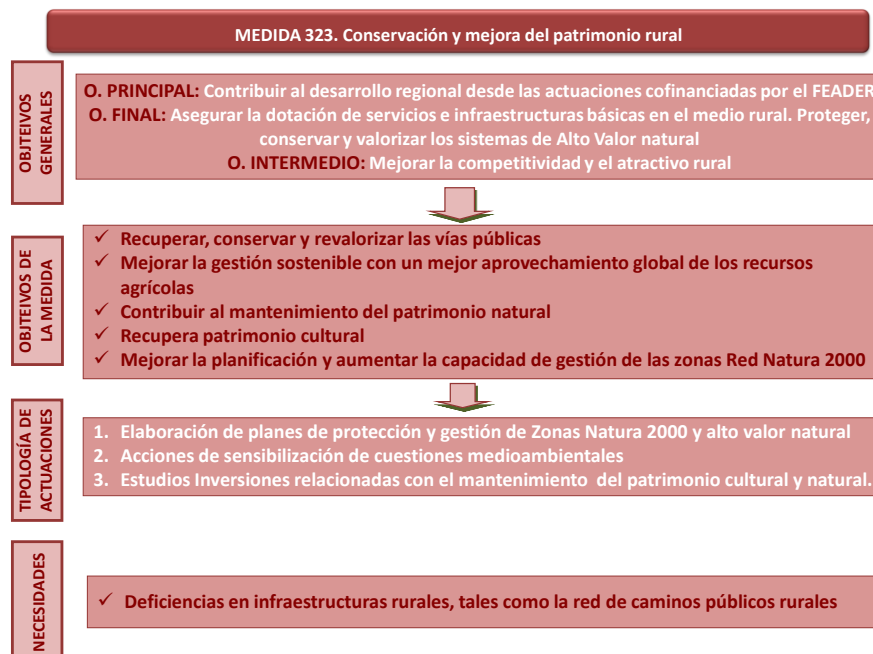 MEDIDA 323. Conservación y mejora del patrimonio rural
OBJTEIVOS
GENERALES
O. PRINCIPAL: Contribuir al desarrollo regional desde las actuaciones cofinanciadas por el FEADER
O. FINAL: Asegurar la dotación de servicios e infraestructuras básicas en el medio rural. Proteger,
conservar y valorizar los sistemas de Alto Valor natural
O. INTERMEDIO: Mejorar la competitividad y el atractivo rural
OBJTEIVOS DE
LA MEDIDA
✓ Recuperar, conservar y revalorizar las vías públicas
✓ Mejorar la gestión sostenible con un mejor aprovechamiento global de los recursos
agrícolas
✓ Contribuir al mantenimiento del patrimonio natural
✓ Recupera patrimonio cultural
✓ Mejorar la planificación y aumentar la capacidad de gestión de las zonas Red Natura 2000
TIPOLOGÍA DE
ACTUACIONES
1. Elaboración de planes de protección y gestión de Zonas Natura 2000 y alto valor natural
2. Acciones de sensibilización de cuestiones medioambientales
3. Estudios Inversiones relacionadas con el mantenimiento del patrimonio cultural y natural.
NECESIDADES
✓ Deficiencias en infraestructuras rurales, tales como la red de caminos públicos rurales